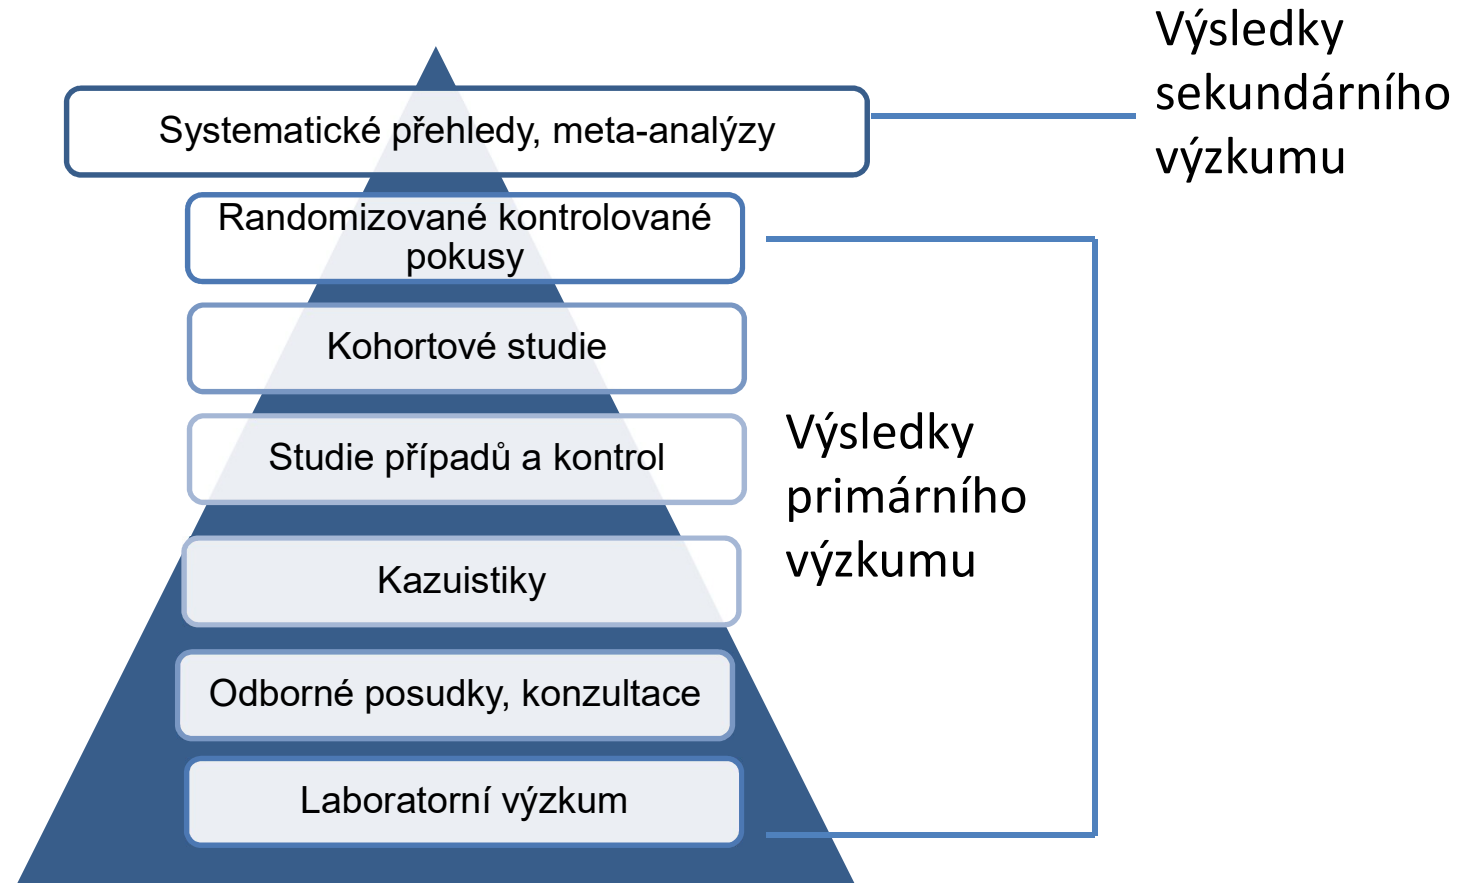 Výsledky
sekundárního
výzkumu
Systematické přehledy, meta-analýzy
Randomizované kontrolované
pokusy
Kohortové studie
Studie případů a kontrol
Kazuistiky
Odborné posudky, konzultace
Laboratorní výzkum
Výsledky
primárního
výzkumu